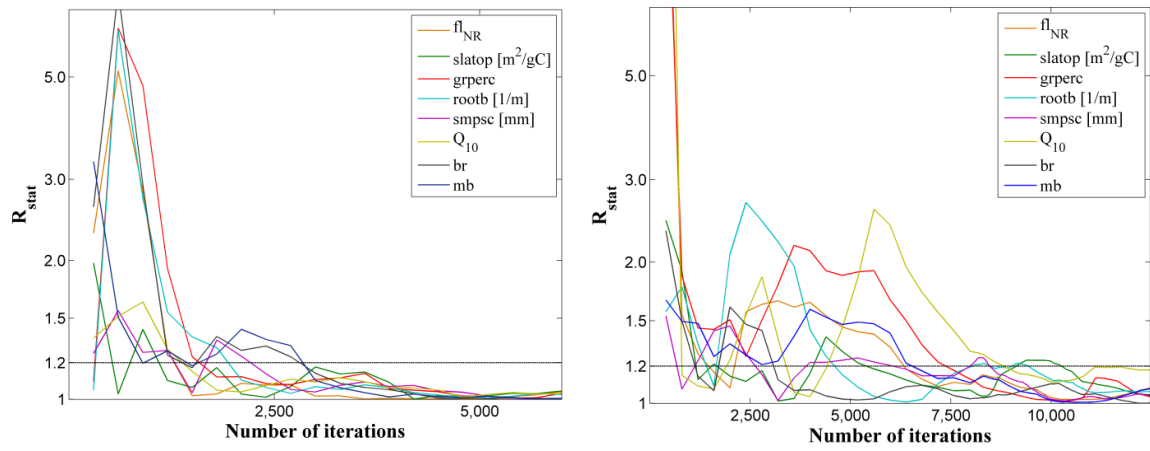 fl_NR
slatop [m²/gC]
grperc
rootb [1/m]
smpsc [mm]
Q_10
br
mb
5.0
3.0
2.0
1.5
1.2
1
R_stat
2,500
5,000
Number of iterations
fl_NR
slatop [m²/gC]
grperc
rootb [1/m]
smpsc [mm]
Q_10
br
mb
5.0
3.0
2.0
1.5
1.2
1
R_stat
2,500
5,000
7,500
10,000
Number of iterations